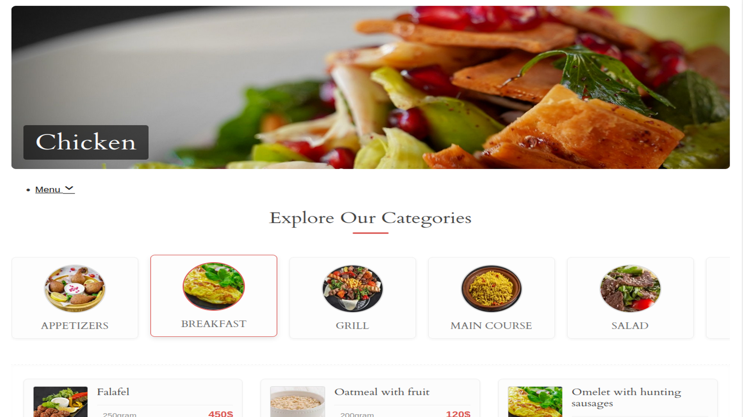 Chicken
Menu
Explore Our Categories
APPETIZERS
BREAKFAST
GRILL
MAIN COURSE
SALAD
Falafel
250gram
450$
Oatmeal with fruit
200gram
120$
Omelet with hunting
sausages